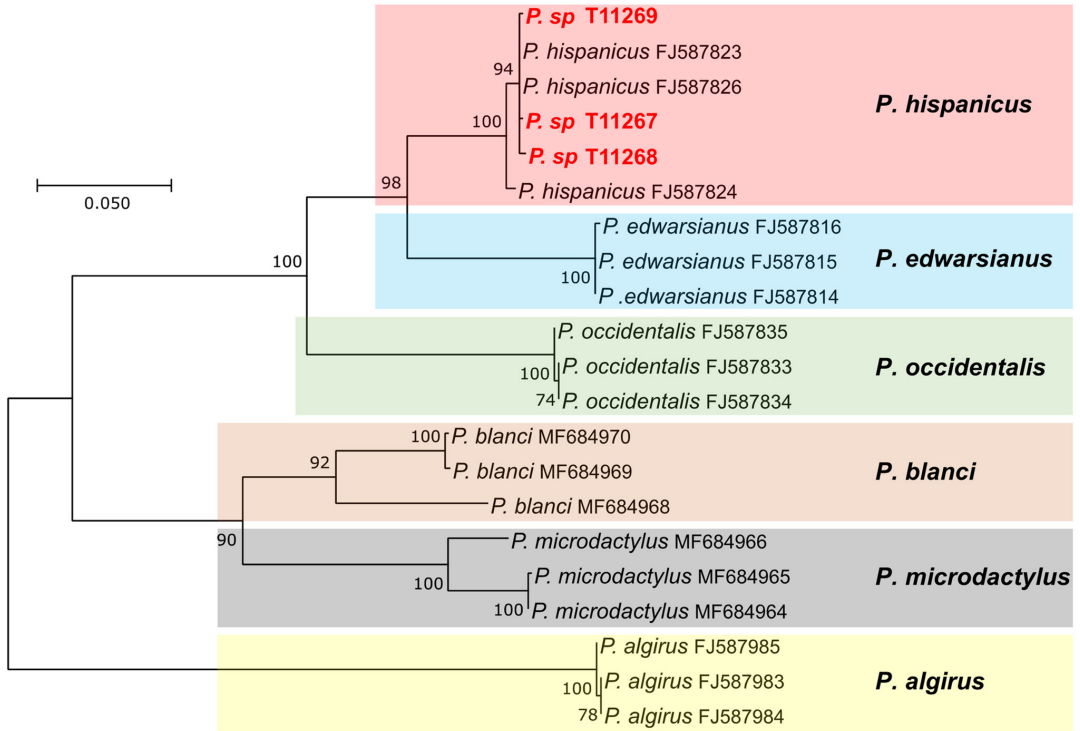 P. sp T11269
P. hispanicus FJ587823
94
P. hispanicus FJ587826
P. hispanicus
100
P. sp T11267
P. sp T11268
98
P. hispanicus FJ587824
0.050
P. edwarsianus FJ587816
100
P. edwarsianus FJ587815
P. edwarsianus
100
P .edwarsianus FJ587814
P. occidentalis FJ587835
P. occidentalis FJ587833
P. occidentalis
100
74
P. occidentalis FJ587834
100
P. blanci MF684970
92
P. blanci MF684969
P. blanci
P. blanci MF684968
90
P. microdactylus MF684966
100
P. microdactylus MF684965
P. microdactylus
100
P. microdactylus MF684964
P. algirus FJ587985
100
P. algirus FJ587983
P. algirus
78
P. algirus FJ587984